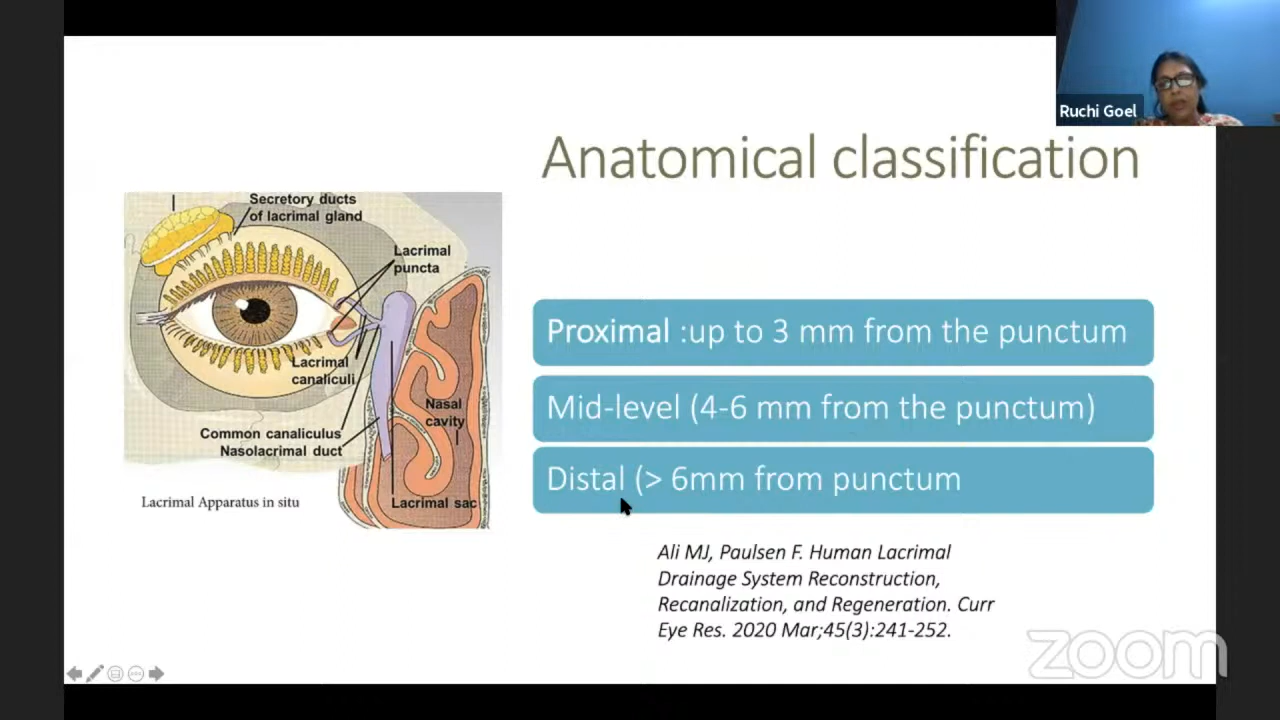 Ruchi Goel
Anatomical classification
Secretory ducts
of lacrimal gland
Lacrimal
puncta
Lacrimal
canaliculi
Nasal
cavity
Common canaliculus
Nasolacrimal duct
Lacrimal sac
Lacrimal Apparatus in situ
Proximal :up to 3 mm from the punctum
Mid-level (4-6 mm from the punctum)
Distal (> 6mm from punctum
Ali MJ, Paulsen F. Human Lacrimal
Drainage System Reconstruction,
Recanalization, and Regeneration. Curr
Eye Res. 2020 Mar;45(3):241-252.
zoom